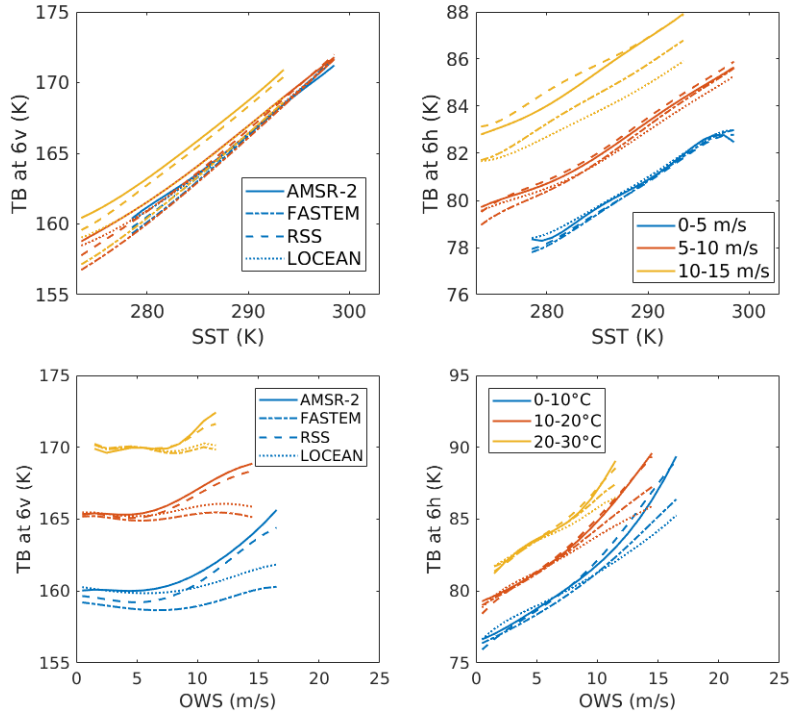 175
170
165
160
155
TB at 6v (K)
280
290
300
SST (K)
AMSR-2
FASTEM
RSS
LOCEAN
88
86
84
82
80
78
76
TB at 6h (K)
280
290
300
SST (K)
0-5 m/s
5-10 m/s
10-15 m/s
175
170
165
160
155
TB at 6v (K)
0
5
10
15
20
25
OWS (m/s)
AMSR-2
FASTEM
RSS
LOCEAN
95
90
85
80
75
TB at 6h (K)
0
5
10
15
20
25
OWS (m/s)
0-10°C
10-20°C
20-30°C